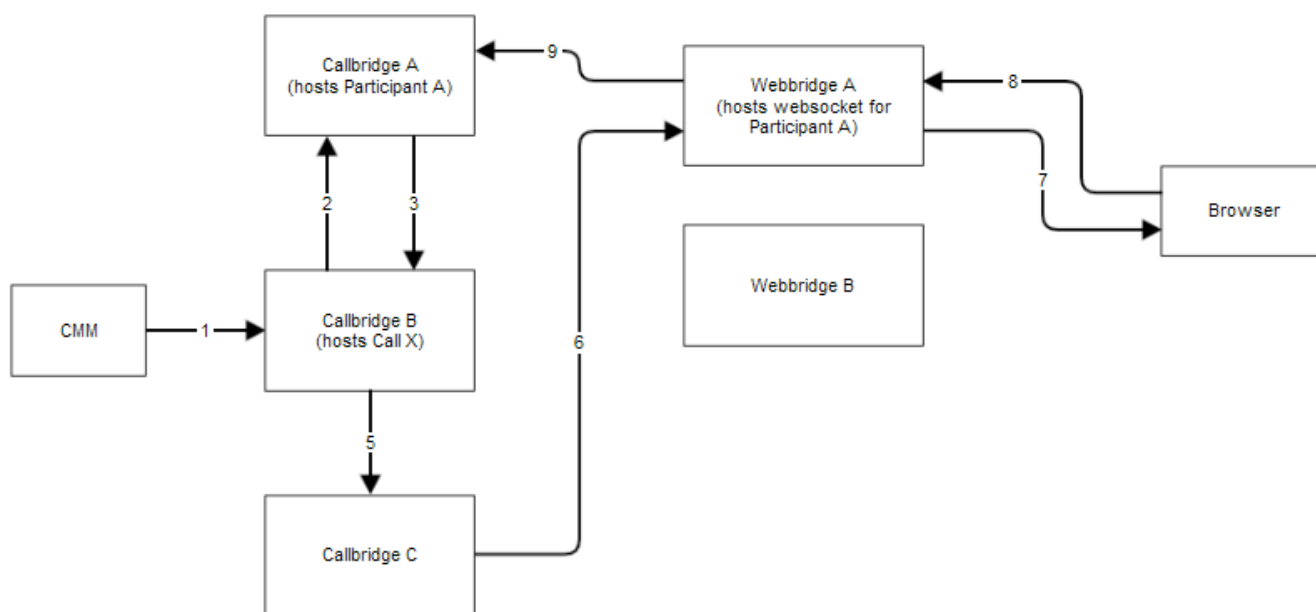 Callbridge A
(hosts Participant A)
9
Webbridge A
(hosts websocket for
Participant A)
8
2
3
7
Browser
CMM
1
Callbridge B
(hosts Call X)
Webbridge B
6
5
Callbridge C